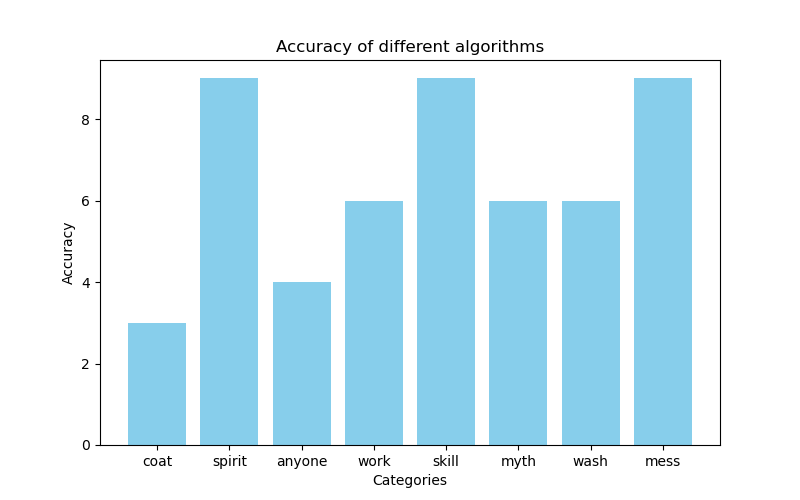 Accuracy of different algorithms
Accuracy
8
6
4
2
0
coat spirit anyone work skill myth wash mess
Categories